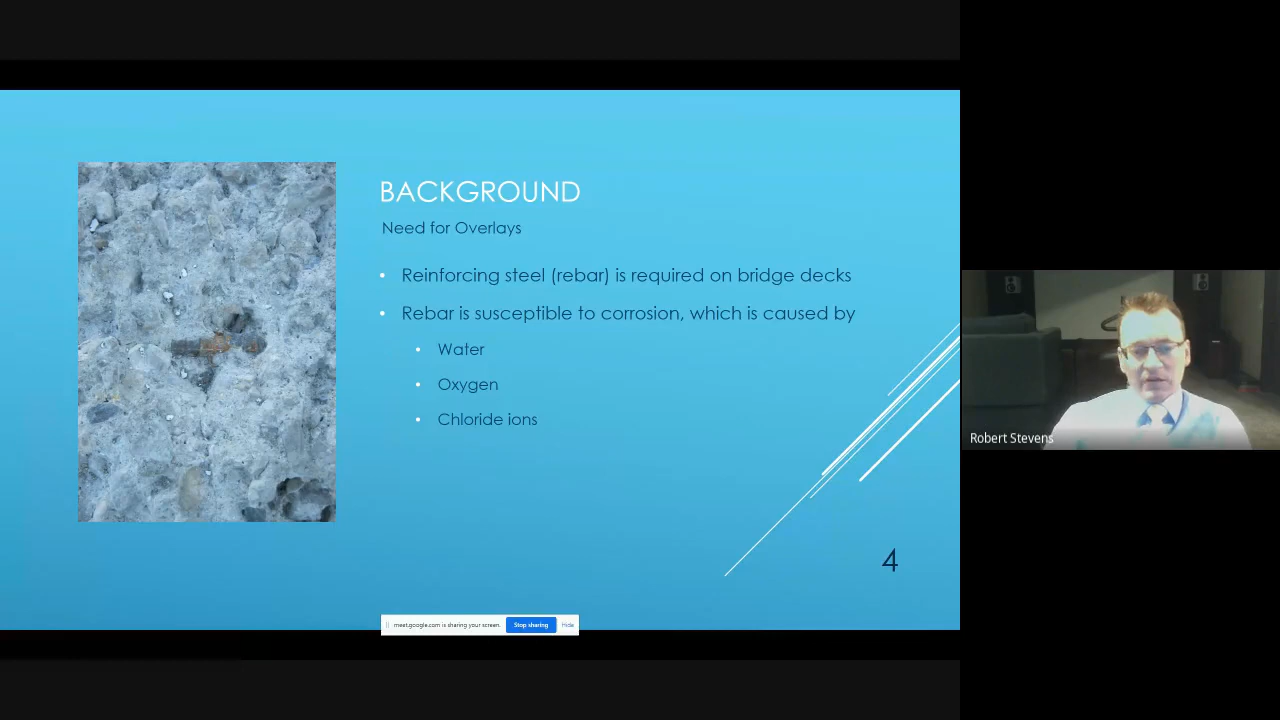 BACKGROUND
Need for Overlays
• Reinforcing steel (rebar) is required on bridge decks
• Rebar is susceptible to corrosion, which is caused by
• Water
• Oxygen
• Chloride ions
4
Robert Stevens
meet.google.com is sharing your screen. Stop sharing Hide